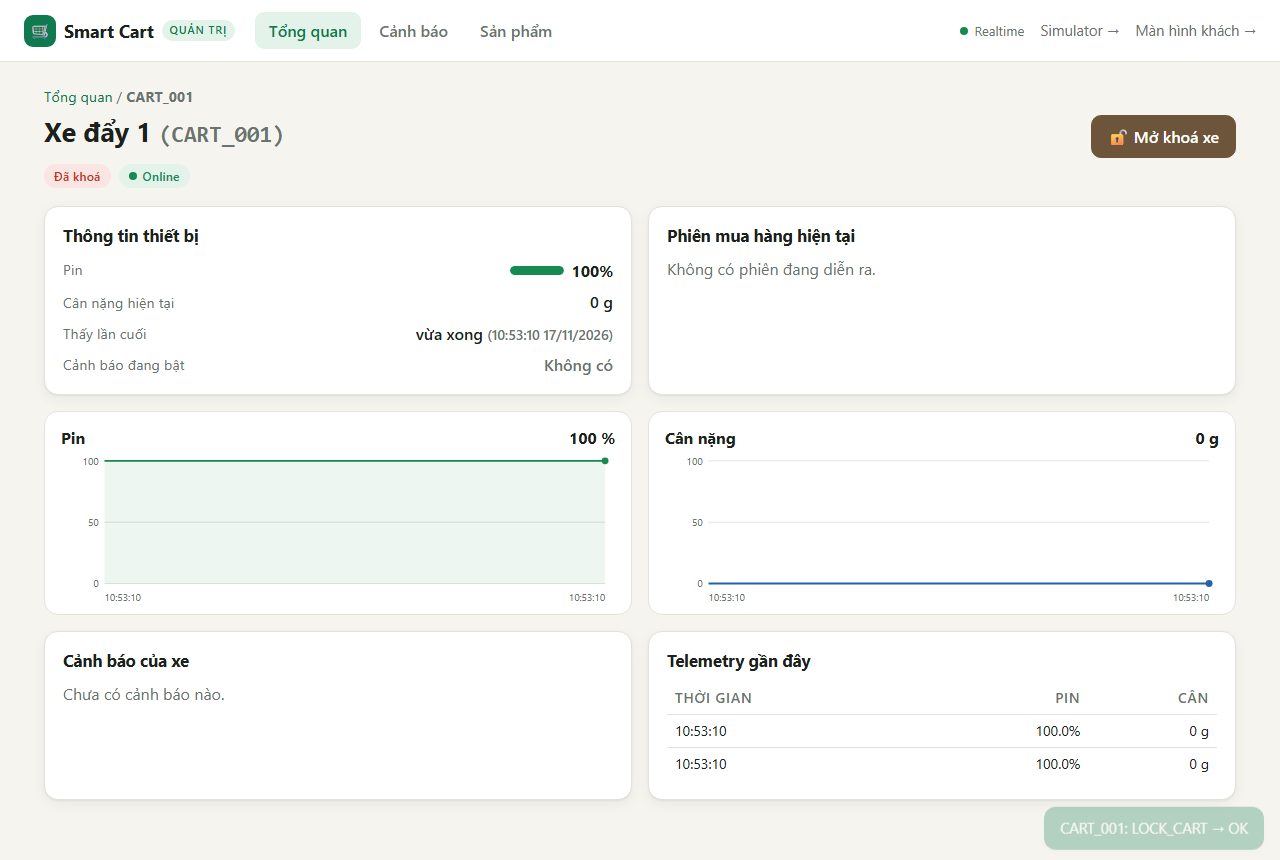 Smart Cart QUẢN TRỊ Tổng quan Cảnh báo Sản phẩm Realtime Simulator → Màn hình khách →
Tổng quan / CART_001
Xe đẩy 1 (CART_001)
Mở khoá xe
Đã khoá Online
Thông tin thiết bị
Pin 100%
Cân nặng hiện tại 0 g
Thấy lần cuối vừa xong (10:53:10 17/11/2026)
Cảnh báo đang bật Không có
Phiên mua hàng hiện tại
Không có phiên đang diễn ra.
Pin 100 %
100
50
0
10:53:10 10:53:10
Cân nặng 0 g
100
50
0
10:53:10 10:53:10
Cảnh báo của xe
Chưa có cảnh báo nào.
Telemetry gần đây
THỜI GIAN PIN CÂN
10:53:10 100.0% 0 g
10:53:10 100.0% 0 g
CART_001: LOCK_CART → OK